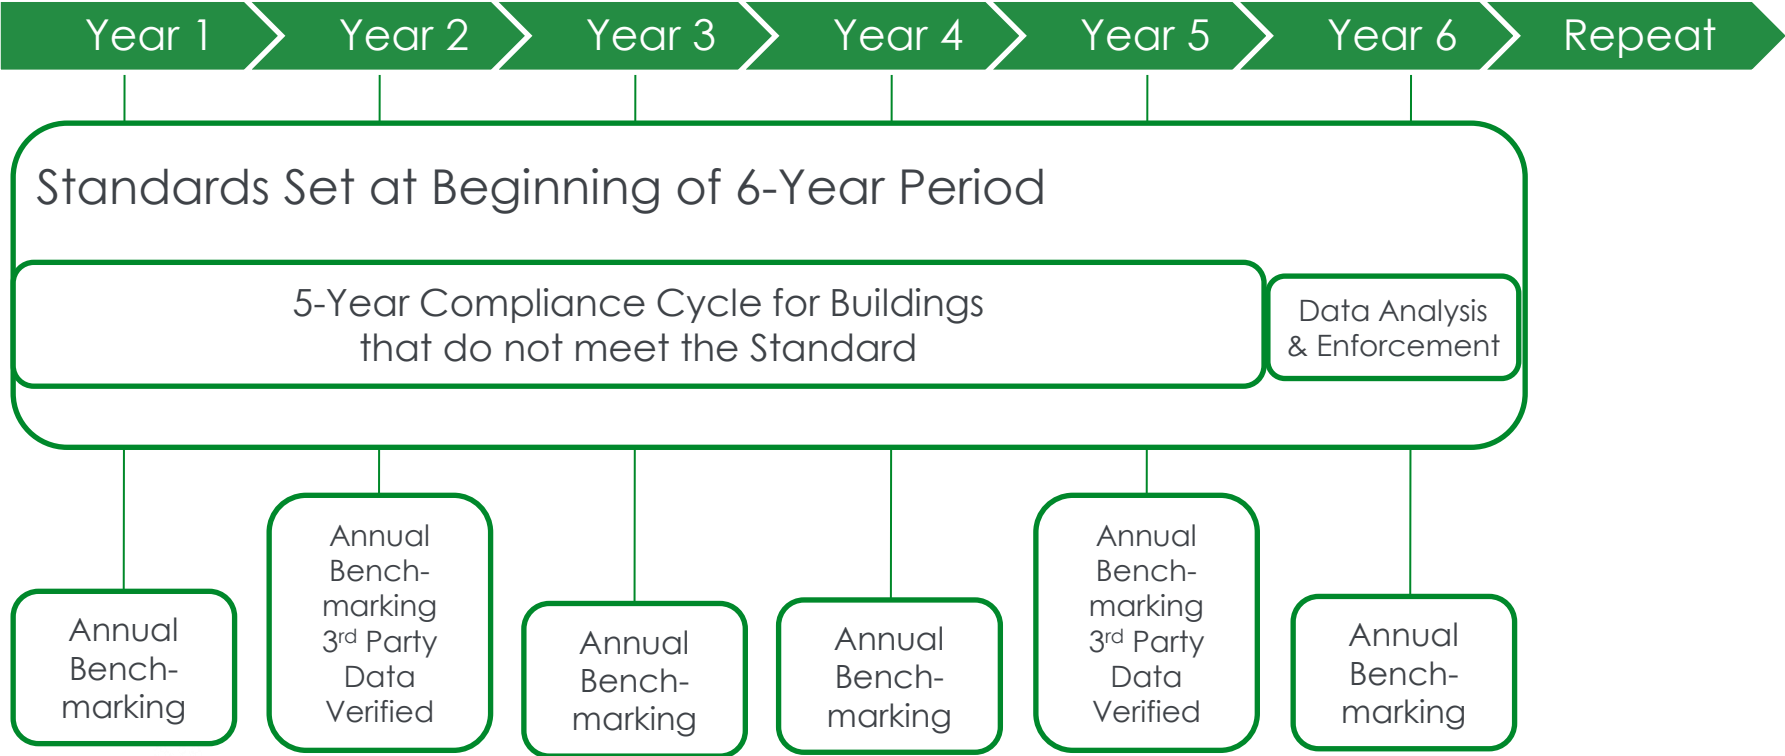 Year 1
Year 2
Year 3
Year 4
Year 5
Year 6
Repeat
Standards Set at Beginning of 6-Year Period
5-Year Compliance Cycle for Buildings
that do not meet the Standard
Data Analysis
& Enforcement
Annual
Bench-
marking
Annual
Bench-
marking
3rd Party
Data
Verified
Annual
Bench-
marking
Annual
Bench-
marking
Annual
Bench-
marking
3rd Party
Data
Verified
Annual
Bench-
marking